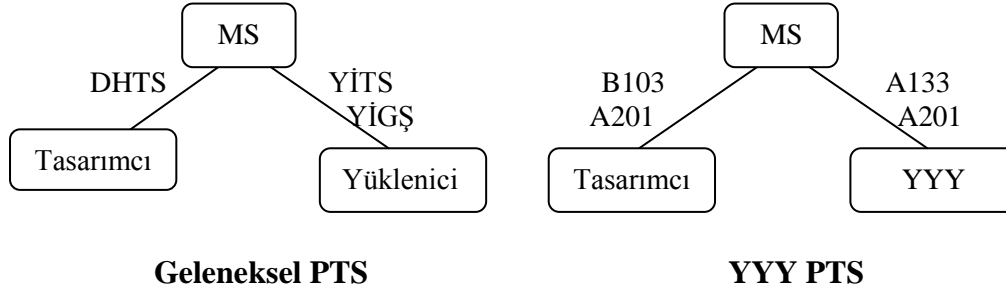 MS
DHTS
YİTS
YİGŞ
Tasarımcı
Yüklenici
Geleneksel PTS
MS
B103
A201
A133
A201
Tasarımcı
YYY
YYY PTS